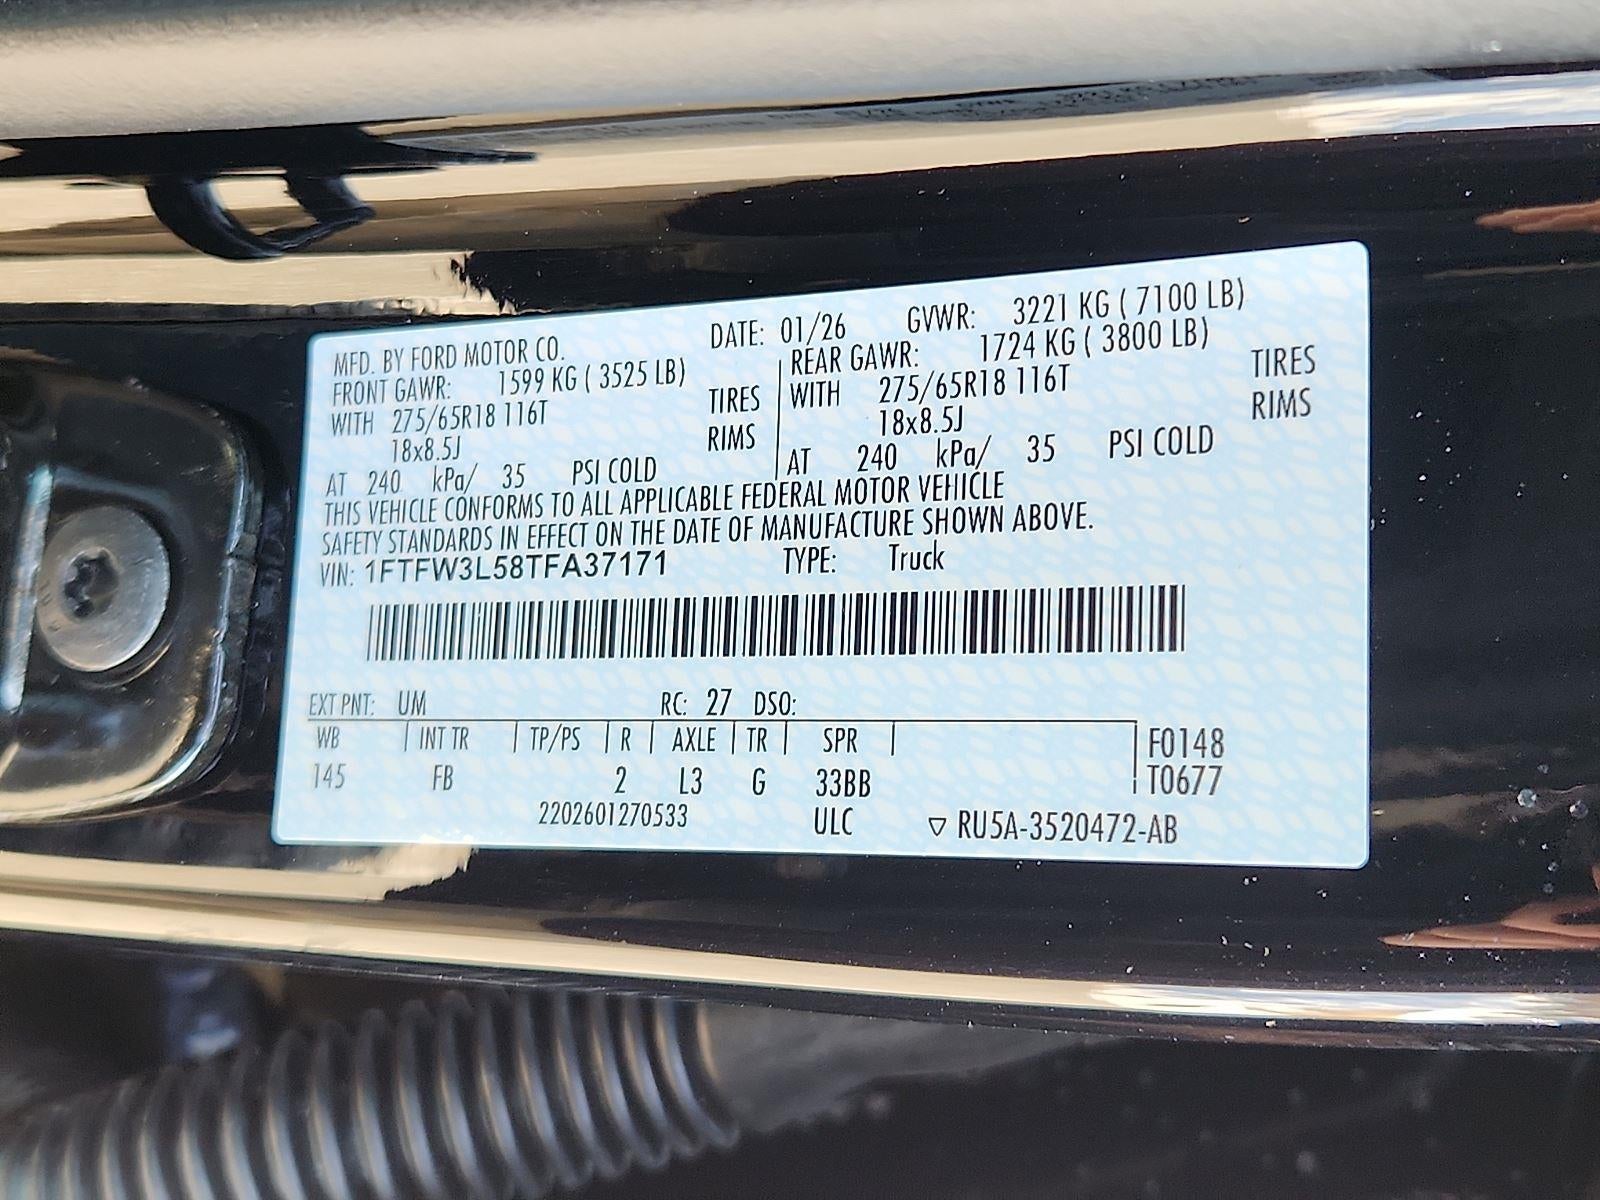 MFD. BY FORD MOTOR CO. DATE: 01/26 GVWR: 3221 KG ( 7100 LB)
FRONT GAWR: 1599 KG ( 3525 LB) REAR GAWR: 1724 KG ( 3800 LB)
WITH 275/65R18 116T TIRES WITH 275/65R18 116T TIRES
18x8.5J RIMS 18x8.5J RIMS
AT 240 kPa/ 35 PSI COLD AT 240 kPa/ 35 PSI COLD
THIS VEHICLE CONFORMS TO ALL APPLICABLE FEDERAL MOTOR VEHICLE
SAFETY STANDARDS IN EFFECT ON THE DATE OF MANUFACTURE SHOWN ABOVE.
VIN: 1FTFW3L58TFA37171 TYPE: Truck
EXT PNT: UM RC: 27 DSO:
WB INT TR TP/PS R AXLE TR SPR F0148
145 FB 2 L3 G 33BB T0677
2202601270533 ULC ▽ RU5A-3520472-AB